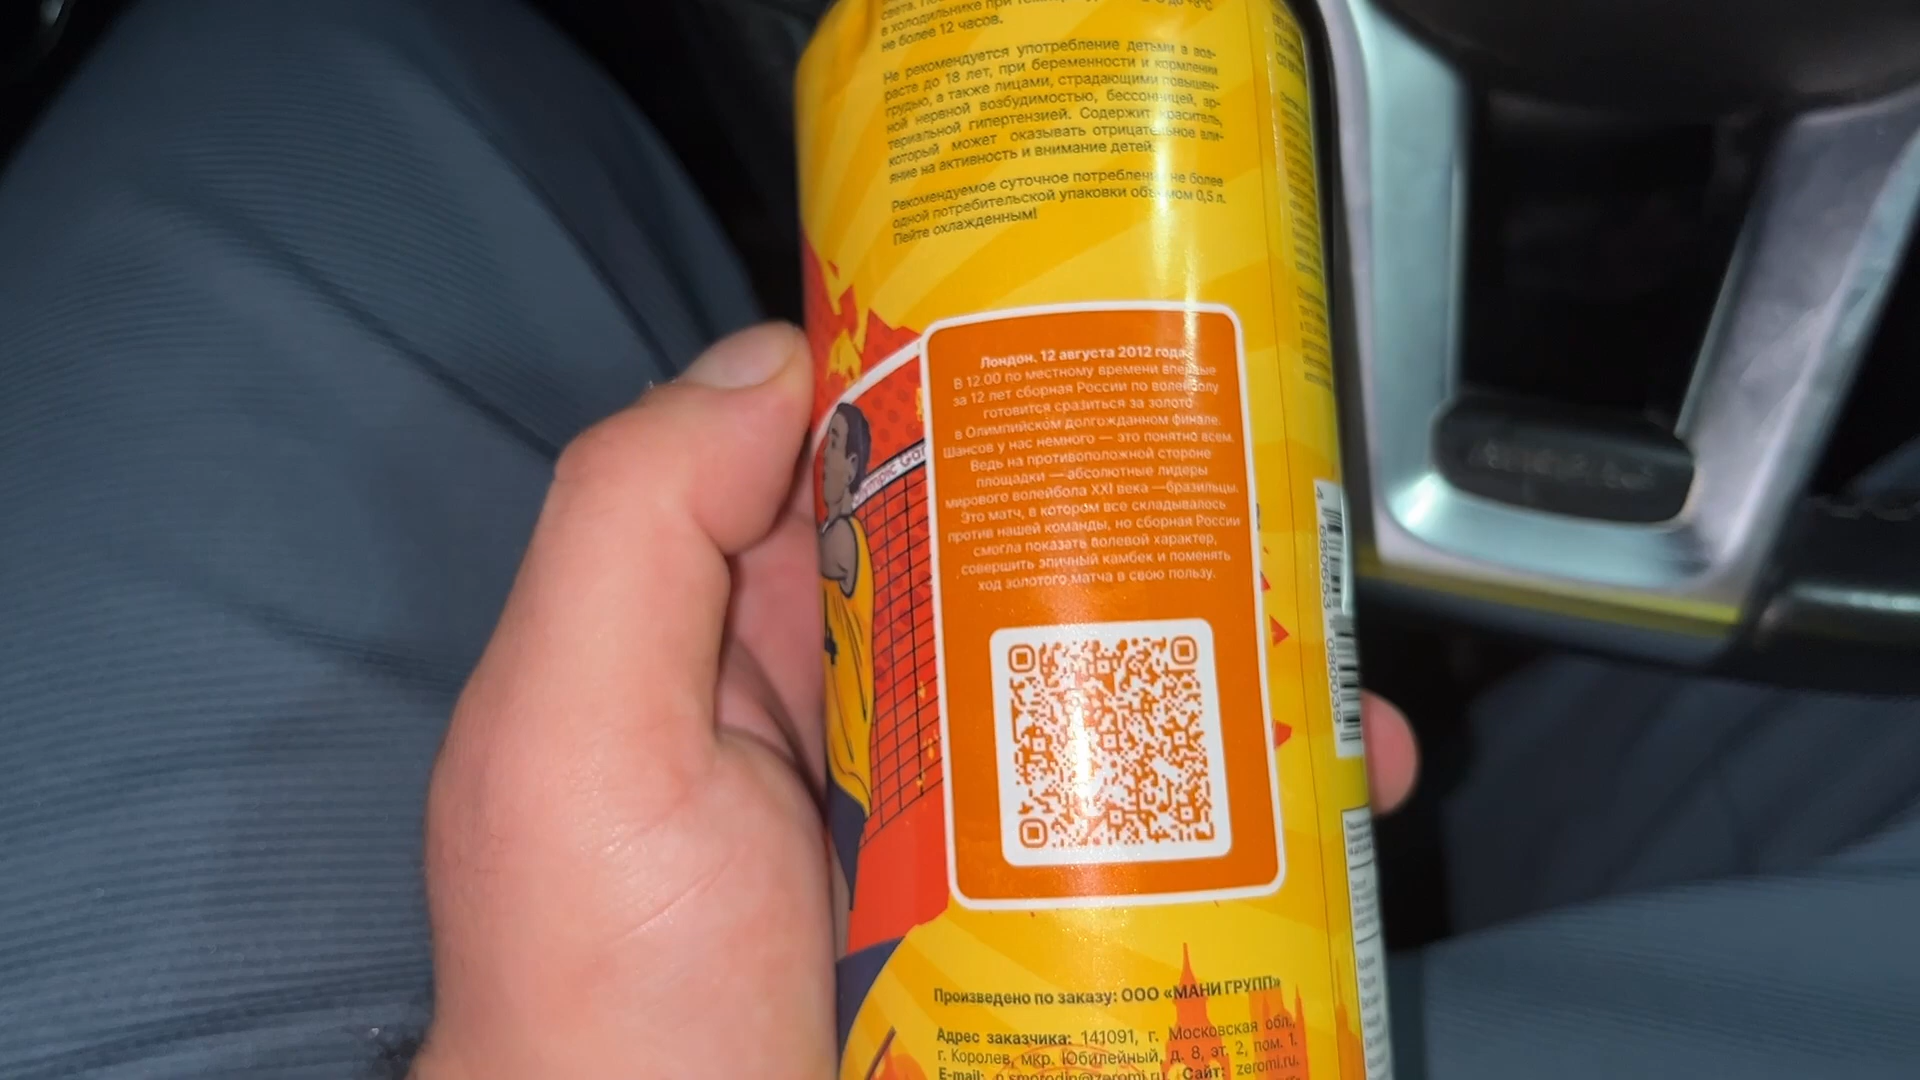 в холодильнике при
не более 12 часов.
Не рекомендуется употребление детьми в воз-
расте до 18 лет, при беременности и кормлении
грудью, а также лицами, страдающими повышен-
ной нервной возбудимостью, бессонницей, ар-
териальной гипертензией. Содержит краситель,
который может оказывать отрицательное вли-
яние на активность и внимание детей.
Рекомендуемое суточное потребление не более
одной потребительской упаковки объемом 0,5 л.
Пейте охлажденным!
Лондон. 12 августа 2012 года.
В 12.00 по местному времени впервые
за 12 лет сборная России по волейболу
готовится сразиться за золото
в Олимпийском долгожданном финале.
Шансов у нас немного — это понятно всем.
Ведь на противоположной стороне
площадки — абсолютные лидеры
мирового волейбола XXI века —бразильцы.
Это матч, в котором все складывалось
против нашей команды, но сборная России
смогла показать волевой характер,
совершить эпичный камбек и поменять
ход золотого матча в свою пользу.
Произведено по заказу: ООО «МАНИ ГРУПП»
Адрес заказчика: 141091, г. Московская обл.,
г. Королев, мкр. Юбилейный, д. 8, эт. 2, пом. 1.
E-mail: n.smorodin@zeromi.ru. Сайт: zeromi.ru.